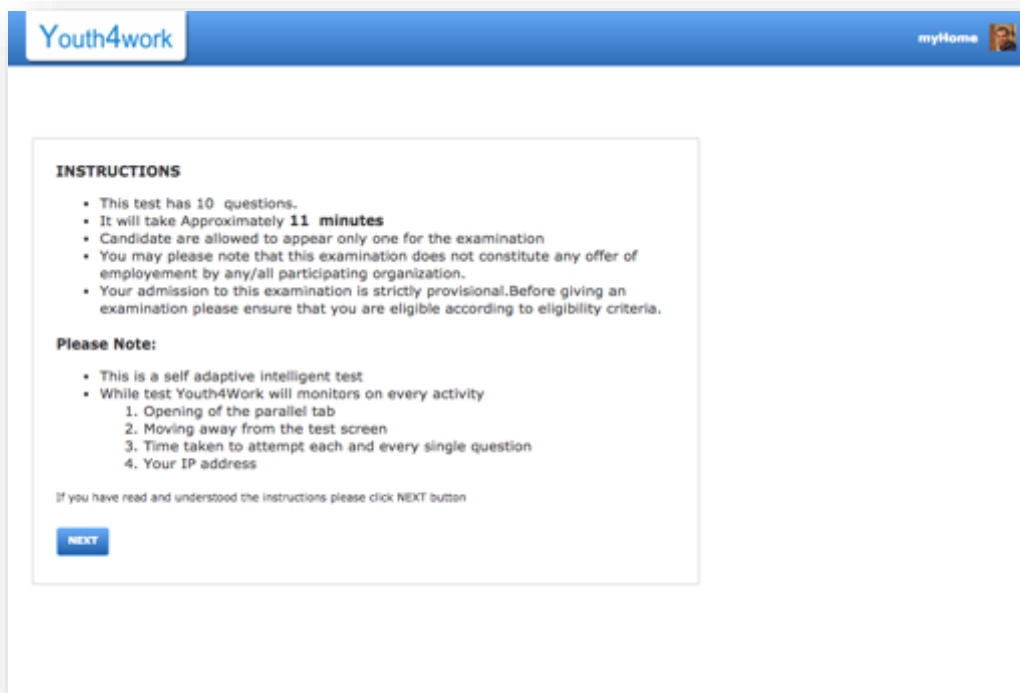 Youth4work
myHome
INSTRUCTIONS
• This test has 10 questions.
• It will take Approximately 11 minutes
• Candidate are allowed to appear only one for the examination
• You may please note that this examination does not constitute any offer of
employement by any/all participating organization.
• Your admission to this examination is strictly provisional.Before giving an
examination please ensure that you are eligible according to eligibility criteria.
Please Note:
• This is a self adaptive intelligent test
• While test Youth4Work will monitors on every activity
1. Opening of the parallel tab
2. Moving away from the test screen
3. Time taken to attempt each and every single question
4. Your IP address
If you have read and understood the instructions please click NEXT button
NEXT